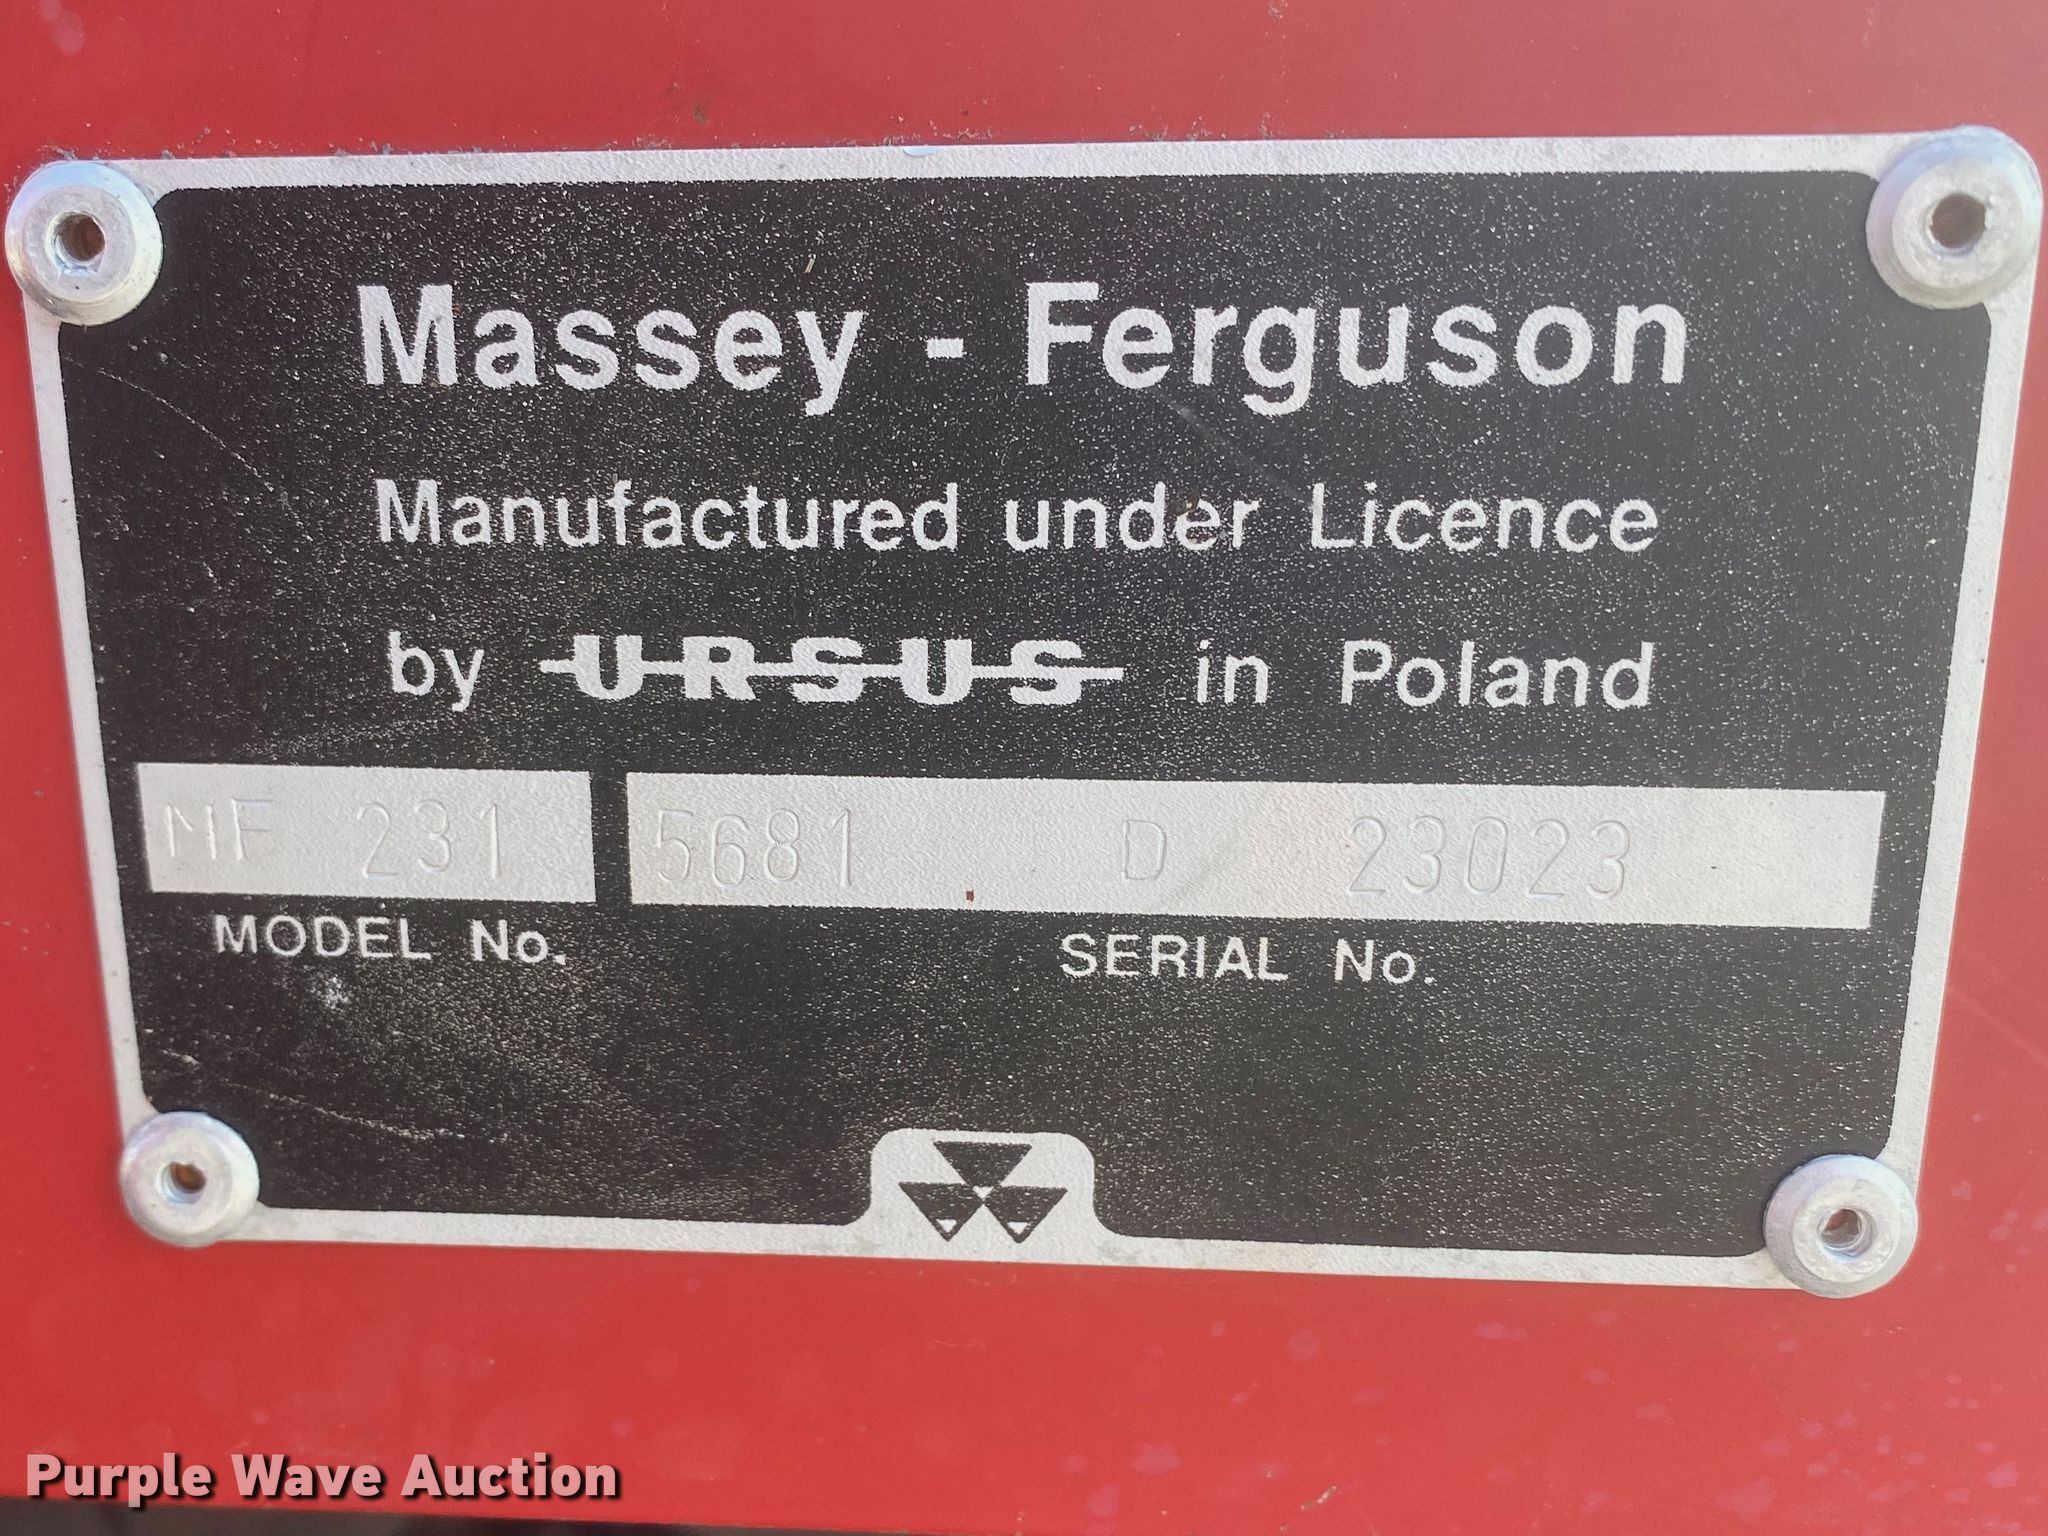 Massey - Ferguson
Manufactured under Licence
by URSUS in Poland
MF 231 5681 D 23023
MODEL No. SERIAL No.
Purple Wave Auction